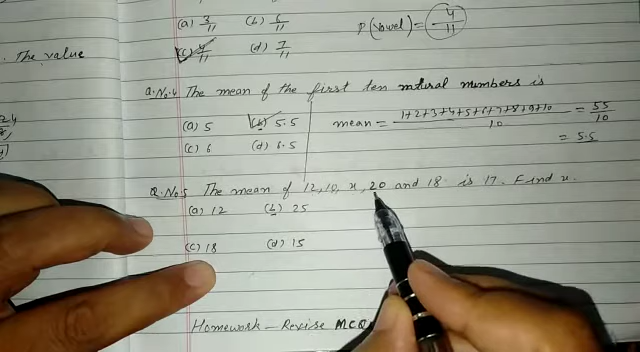 (a) 3/11 (b) 6/11
P(vowel) = 4/11
. The value
(c) 4/11 (d) 7/11
Q.No.4 The mean of the first ten natural numbers is
(a) 5 (b) 5.5
mean = 1+2+3+4+5+6+7+8+9+10/10 = 55/10
(c) 6 (d) 6.5
= 5.5
Q.No.5 The mean of 12, 10, x, 20 and 18 is 17. Find x.
(a) 12 (b) 25
(c) 18 (d) 15
Homework - Revise MCQ